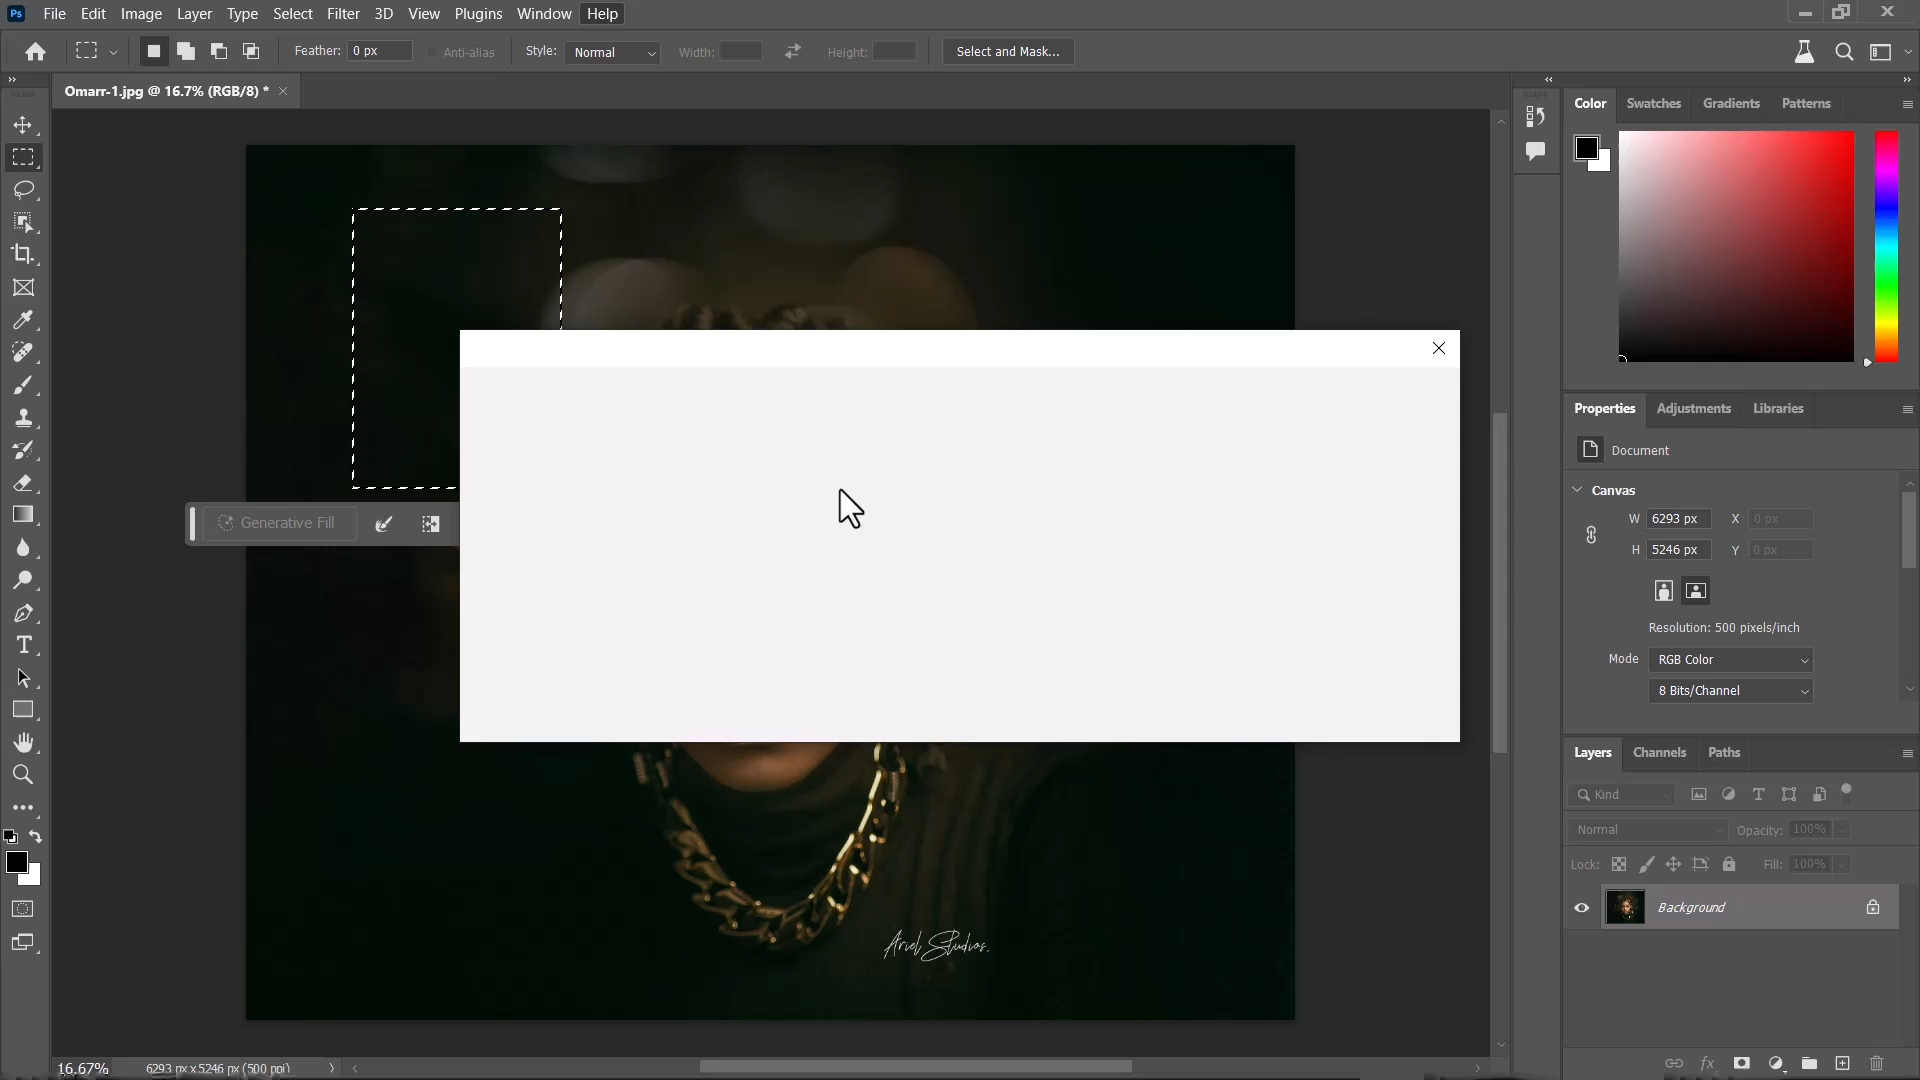 Ps File Edit Image Layer Type Select Filter 3D View Plugins Window Help
Feather: 0 px Anti-alias Style: Normal Width: Height: Select and Mask...
Omarr-1.jpg @ 16.7% (RGB/8) *
Color Swatches Gradients Patterns
Properties Adjustments Libraries
Document
Canvas
W 6293 px X 0 px
H 5246 px Y 0 px
Generative Fill
Resolution: 500 pixels/inch
Mode RGB Color
8 Bits/Channel
Layers Channels Paths
Kind
Normal Opacity: 100%
Lock: Fill: 100%
Background
Ariel Studios.
16.67% 6293 px x 5246 px (500 ppi)